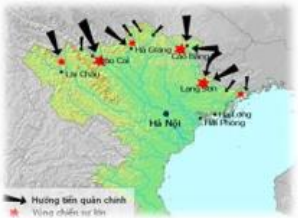 Hà Giang
Lào Cai
Cao Bằng
Lai Châu
Lạng Sơn
Hà Nội
Hạ Long
Hải Phòng
Hướng tiến quân chính
Vùng chiến sự lớn